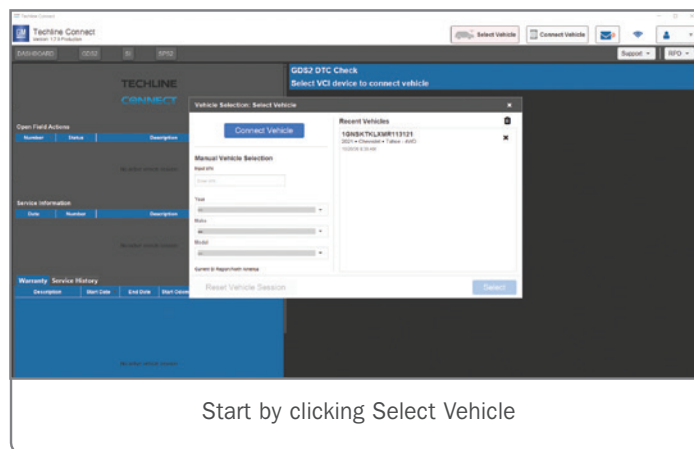 Techline Connect
Techline Connect
Select Vehicle
Connect Vehicle
DASHBOARD
GDS2
SI
SPS2
Support
RPD
TECHLINE
CONNECT
GDS2 DTC Check
Select VCI device to connect vehicle
Open Field Actions
Number Status Description
Service Information
Date Number Description
Warranty Service History
Description Start Date End Date
Vehicle Selection: Select Vehicle
Connect Vehicle
Manual Vehicle Selection
Year
Make
Model
Reset Vehicle Session
Recent Vehicles
1GNSKTKLXMR113121
2021 • Chevrolet • Tahoe - AWD
Select
Start by clicking Select Vehicle